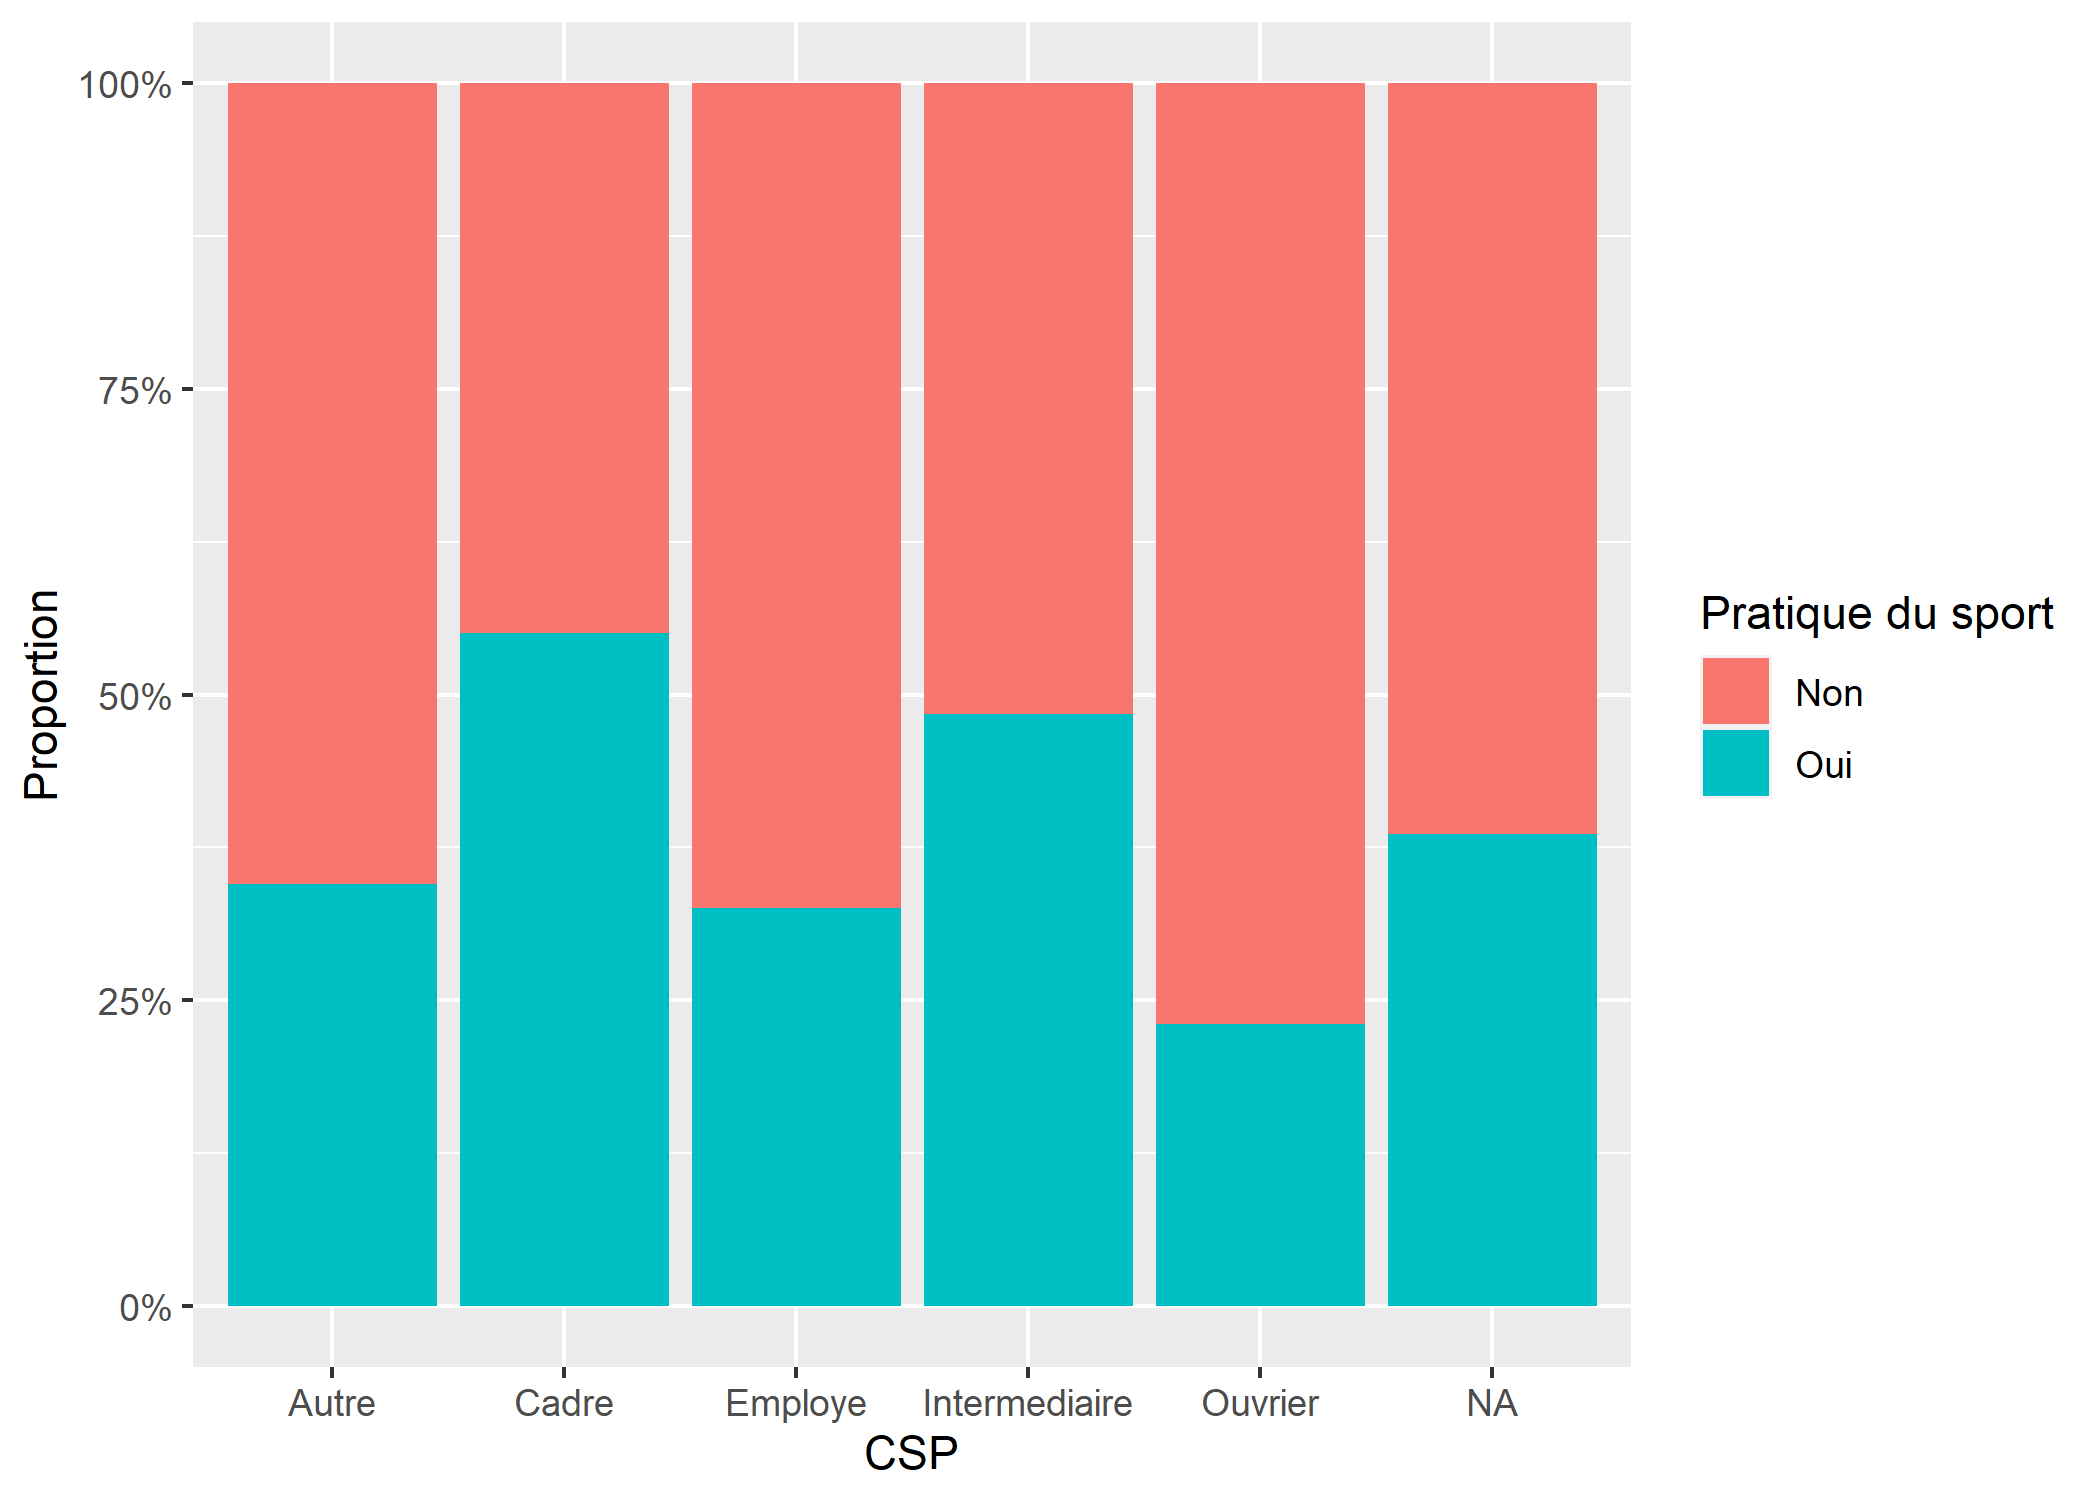 100%
75%
50%
25%
0%
Proportion
Autre
Cadre
Employe
Intermediaire
Ouvrier
NA
CSP
Pratique du sport
Non
Oui